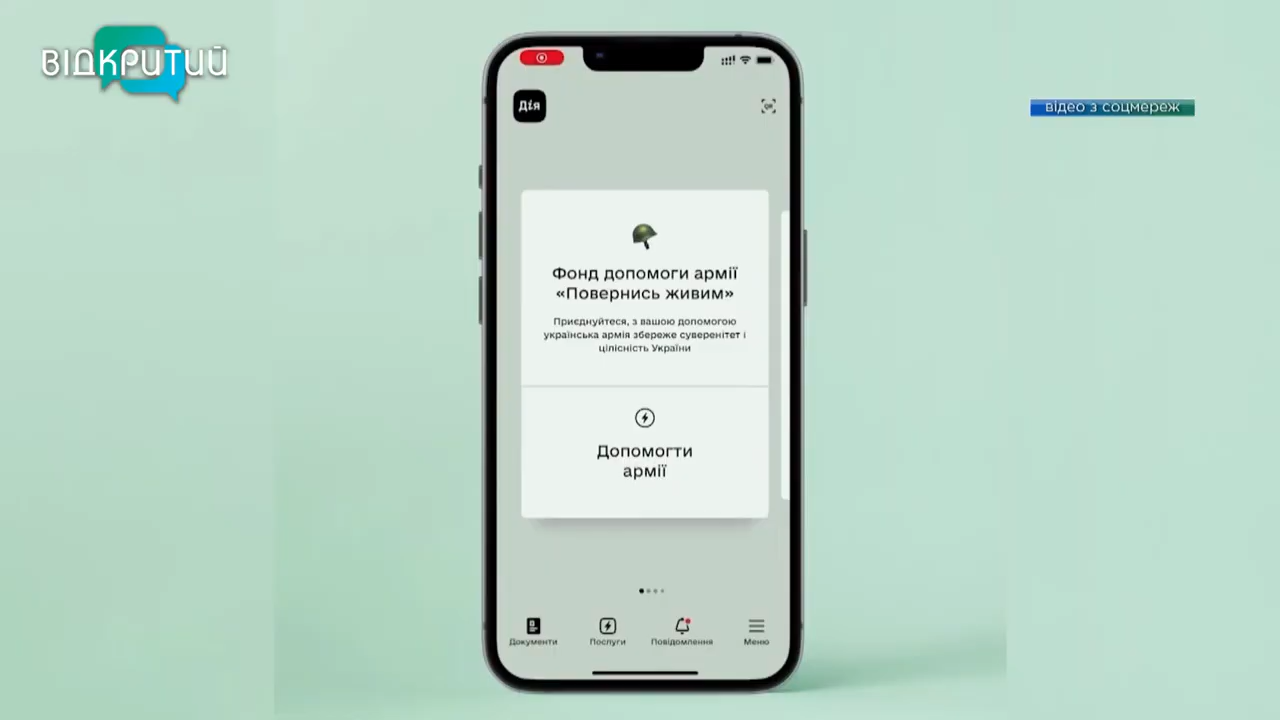 ВІДКРИТИЙ
відео з соцмереж
Дія
QR
Фонд допомоги армії
«Повернись живим»
Приєднуйтеся, з вашою допомогою
українська армія збереже суверенітет і
цілісність України
Допомогти
армії
Документи
Послуги
Повідомлення
Меню